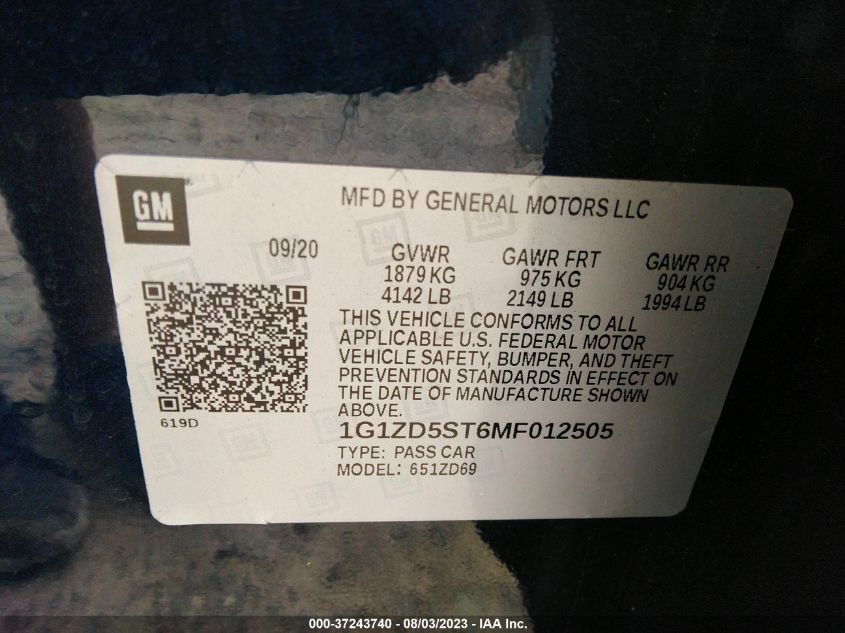 GM
MFD BY GENERAL MOTORS LLC
09/20
GVWR
1879 KG
4142 LB
GAWR FRT
975 KG
2149 LB
GAWR RR
904 KG
1994 LB
THIS VEHICLE CONFORMS TO ALL
APPLICABLE U.S. FEDERAL MOTOR
VEHICLE SAFETY, BUMPER, AND THEFT
PREVENTION STANDARDS IN EFFECT ON
THE DATE OF MANUFACTURE SHOWN
ABOVE.
619D
1G1ZD5ST6MF012505
TYPE: PASS CAR
MODEL: 651ZD69
000-37243740 - 08/03/2023 - IAA Inc.